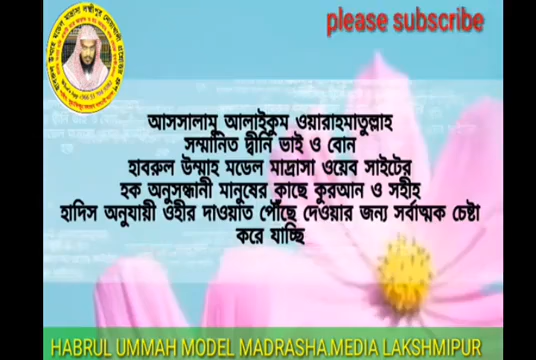 please subscribe
আসসালামু আলাইকুম ওয়ারাহমাতুল্লাহ
সম্মানিত দ্বীনি ভাই ও বোন
হাবরুল উম্মাহ মডেল মাদ্রাসা ওয়েব সাইটের
হক অনুসন্ধানী মানুষের কাছে কুরআন ও সহীহ
হাদিস অনুযায়ী ওহীর দাওয়াত পৌঁছে দেওয়ার জন্য সর্বাত্মক চেষ্টা
করে যাচ্ছি
HABRUL UMMAH MODEL MADRASHA.MEDIA LAKSHMIPUR